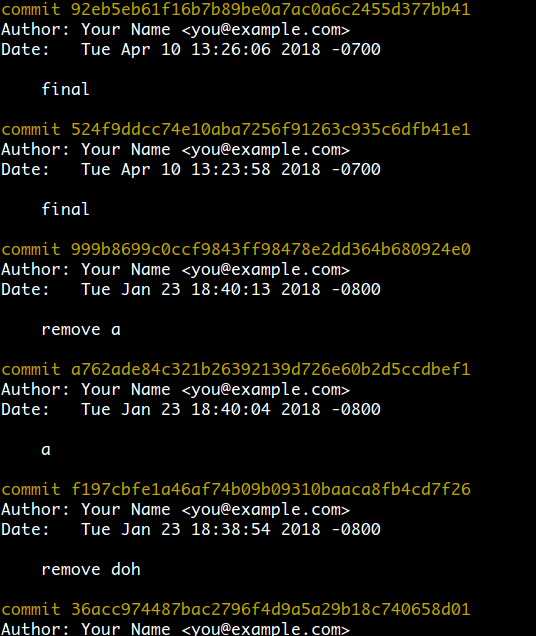 commit 92eb5eb61f16b7b89be0a7ac0a6c2455d377bb41
Author: Your Name <you@example.com>
Date:   Tue Apr 10 13:26:06 2018 -0700
final
commit 524f9ddcc74e10aba7256f91263c935c6dfb41e1
Author: Your Name <you@example.com>
Date:   Tue Apr 10 13:23:58 2018 -0700
final
commit 999b8699c0ccf9843ff98478e2dd364b680924e0
Author: Your Name <you@example.com>
Date:   Tue Jan 23 18:40:13 2018 -0800
remove a
commit a762ade84c321b26392139d726e60b2d5ccdbef1
Author: Your Name <you@example.com>
Date:   Tue Jan 23 18:40:04 2018 -0800
a
commit f197cbfe1a46af74b09b09310baaca8fb4cd7f26
Author: Your Name <you@example.com>
Date:   Tue Jan 23 18:38:54 2018 -0800
remove doh
commit 36acc974487bac2796f4d9a5a29b18c740658d01
Author: Your Name <you@example.com>